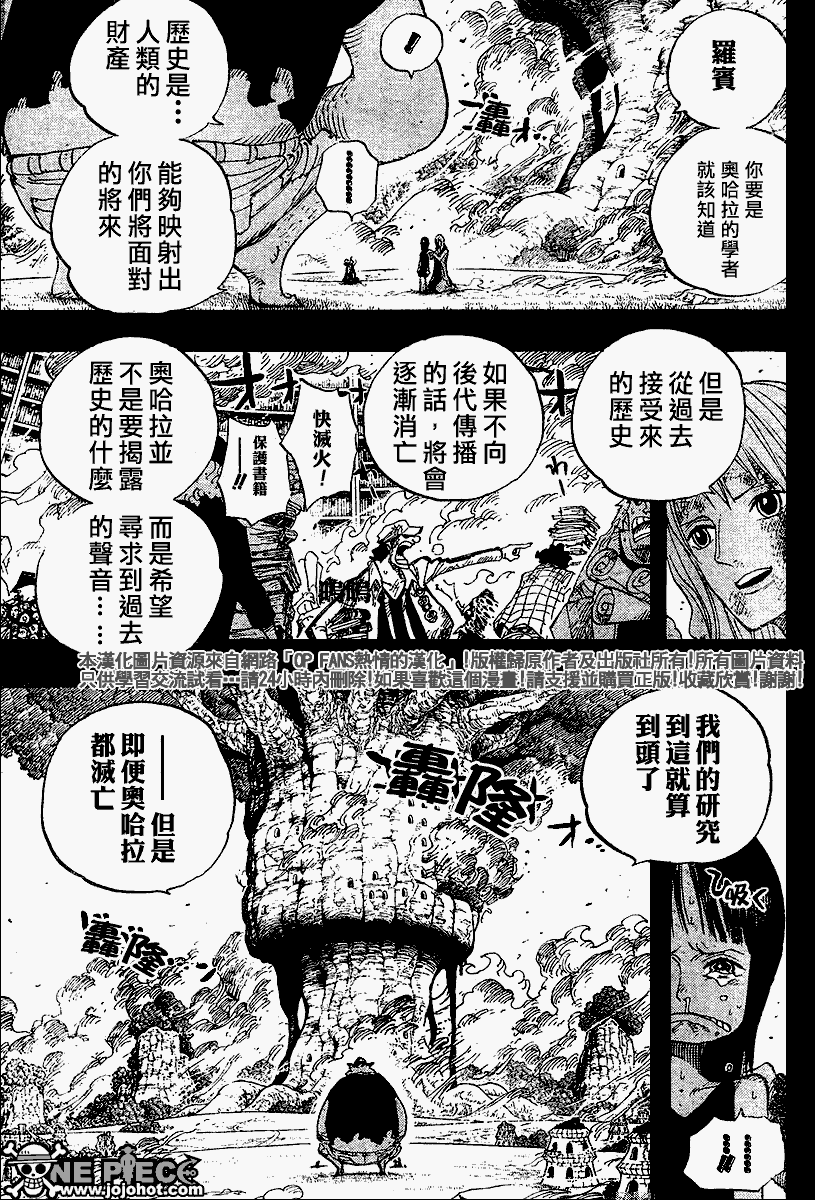 羅賓
你要是
奧哈拉的學者
就該知道
!!
歷史是…
人類的
財產
能夠映射出
你們將面對
的將來
轟…
………
但是
從過去
接受來
的歷史
如果不向
後代傳播
的話，將會
逐漸消亡
快滅火！
保護書籍
——!!
奧哈拉並
不是要揭露
歷史的什麼
而是希望
尋求到過去
的聲音……
嗚嗚
本漢化圖片資源來自網路「OP FANS熱情的漢化」!版權歸原作者及出版社所有!所有圖片資料
只供學習交流試看…請24小時內刪除!如果喜歡這個漫畫!請支援並購買正版!收藏欣賞!謝謝!
我們的研究
到這就算
到頭了
轟隆
——但是
即便奧哈拉
都滅亡
轟隆
……!!
ONE PIECE
www.jojohot.com